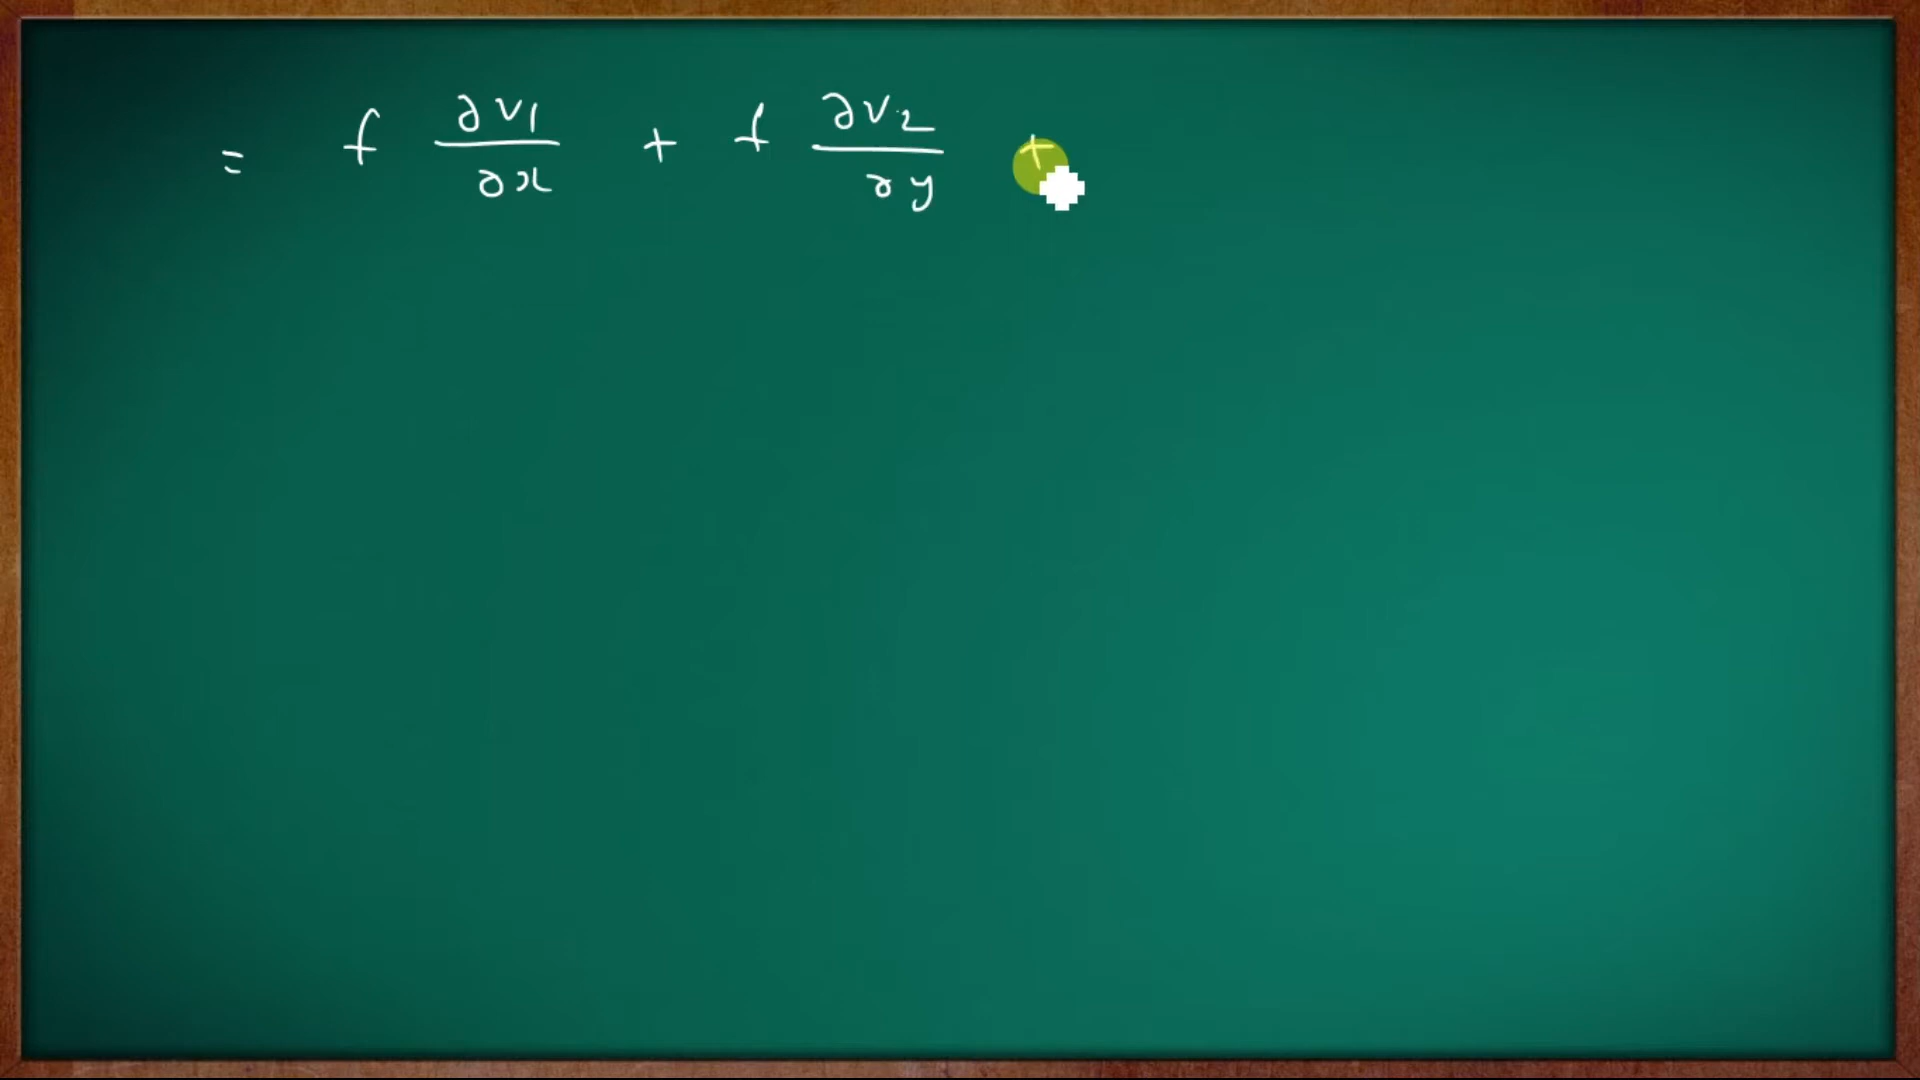 = f ∂v₁/∂x + f ∂v₂/∂y +